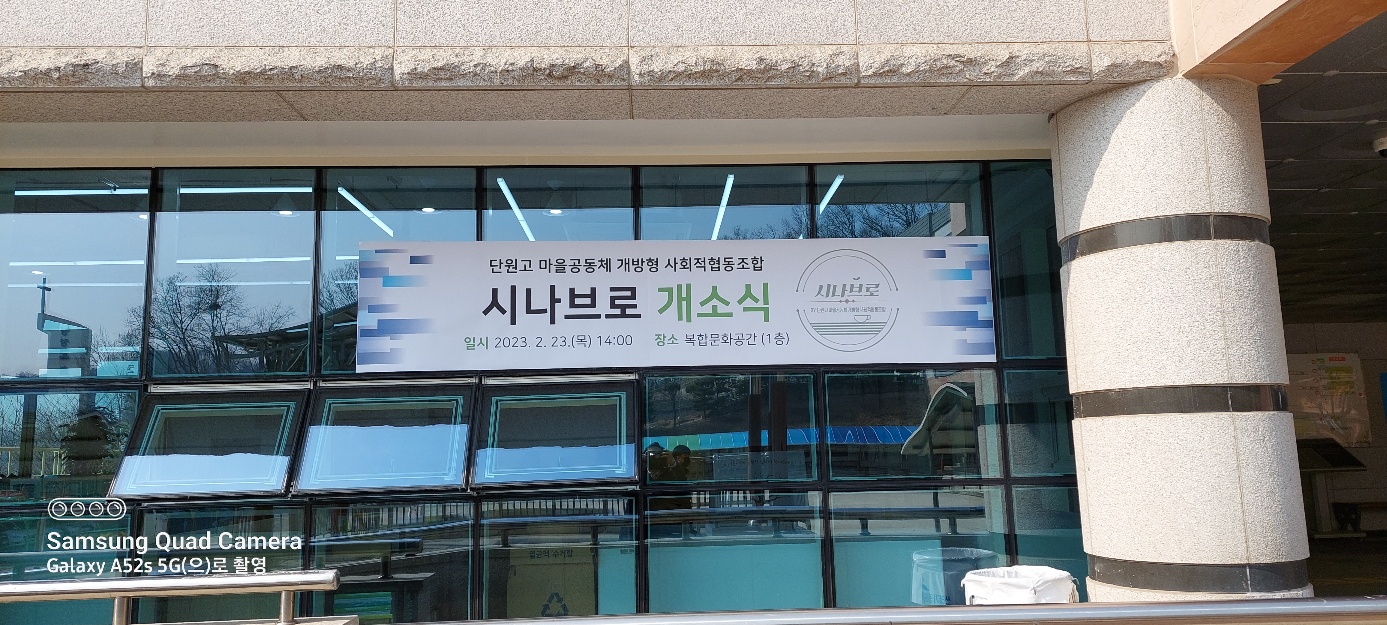 단원고 마을공동체 개방형 사회적협동조합
시나브로 개소식
일시 2023. 2. 23.(목) 14:00 장소 복합문화공간 (1층)
시나브로
Samsung Quad Camera
Galaxy A52s 5G(으)로 촬영